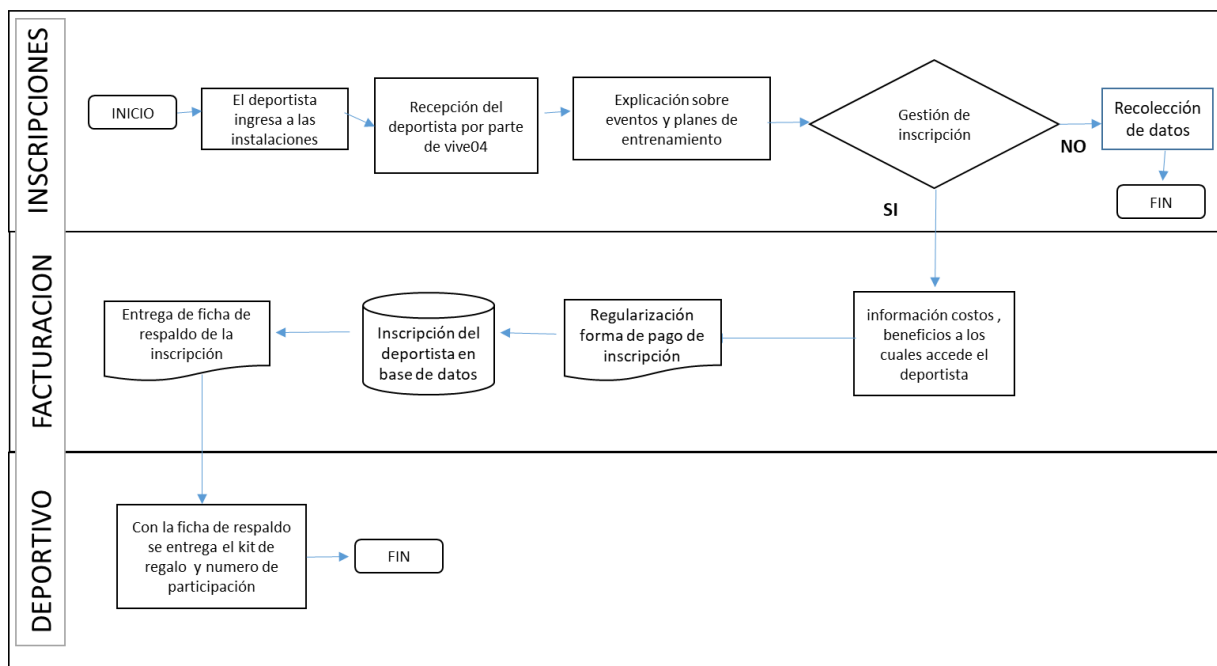 INSCRIPCIONES
INICIO
El deportista
ingresa a las
instalaciones
Recepción del
deportista por parte
de vive04
Explicación sobre
eventos y planes de
entrenamiento
Gestión de
inscripción
NO
Recolección
de datos
FIN
SI
FACTURACION
Entrega de ficha de
respaldo de la
inscripción
Inscripción del
deportista en
base de datos
Regularización
forma de pago de
inscripción
información costos ,
beneficios a los
cuales accede el
deportista
DEPORTIVO
Con la ficha de respaldo
se entrega el kit de
regalo y numero de
participación
FIN